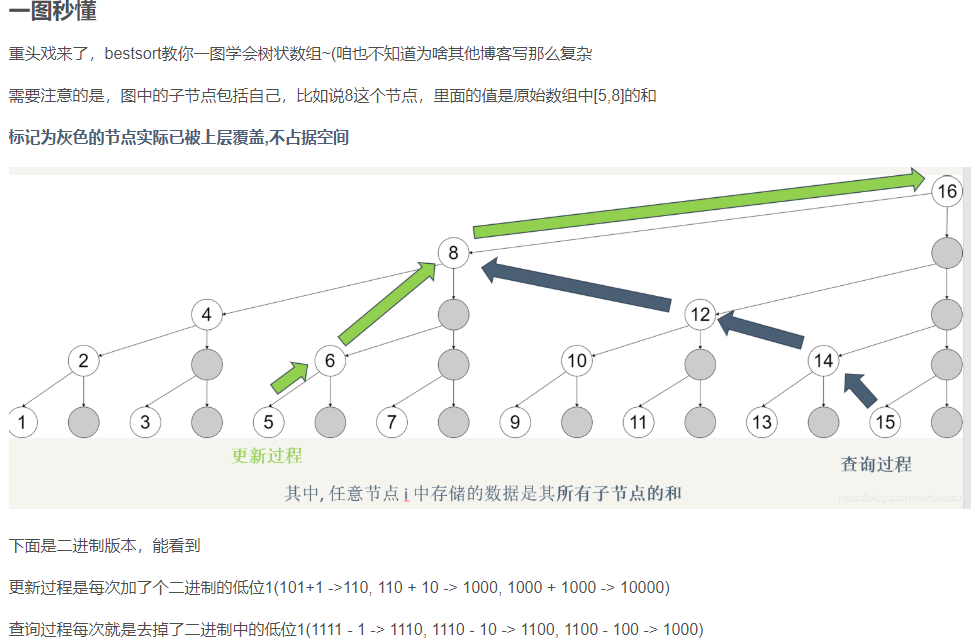 一图秒懂
重头戏来了，bestsort教你一图学会树状数组~(咱也不知道为啥其他博客写那么复杂
需要注意的是，图中的子节点包括自己，比如说8这个节点，里面的值是原始数组中[5,8]的和
标记为灰色的节点实际已被上层覆盖,不占据空间
16
8
4
12
2
6
10
14
1
3
5
7
9
11
13
15
更新过程
查询过程
其中, 任意节点 i 中存储的数据是其所有子节点的和
下面是二进制版本，能看到
更新过程是每次加了个二进制的低位1(101+1 ->110, 110 + 10 -> 1000, 1000 + 1000 -> 10000)
查询过程每次就是去掉了二进制中的低位1(1111 - 1 -> 1110, 1110 - 10 -> 1100, 1100 - 100 -> 1000)